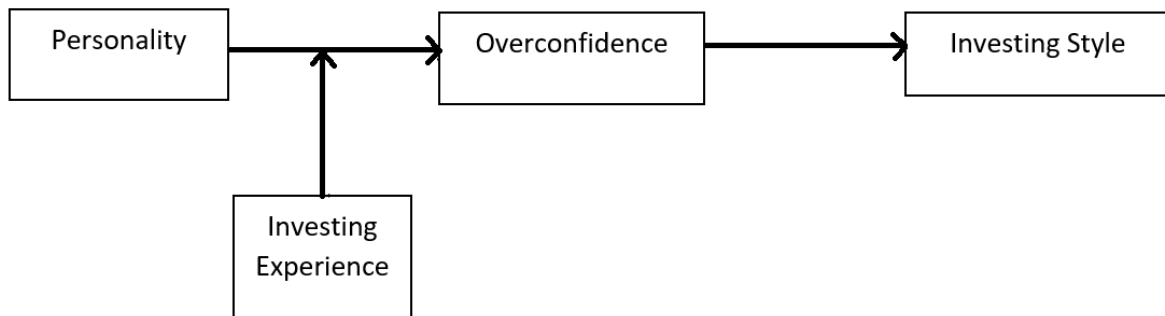 Personality
Overconfidence
Investing Style
Investing
Experience